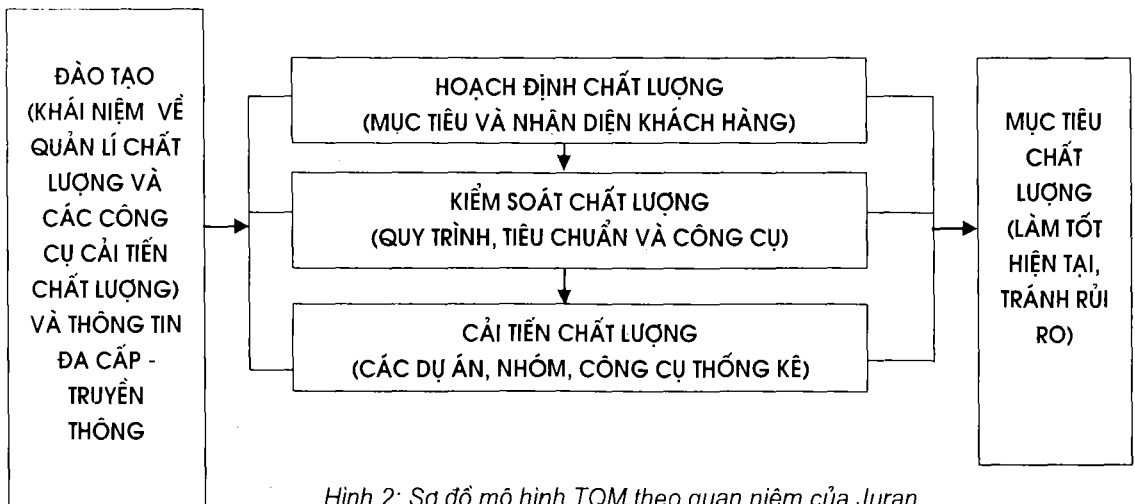 ĐÀO TẠO
(KHÁI NIỆM VỀ
QUẢN LÍ CHẤT
LƯỢNG VÀ
CÁC CÔNG
CỤ CẢI TIẾN
CHẤT LƯỢNG)
VÀ THÔNG TIN
ĐA CẤP -
TRUYỀN
THÔNG
HOẠCH ĐỊNH CHẤT LƯỢNG
(MỤC TIÊU VÀ NHÂN DIỆN KHÁCH HÀNG)
KIỂM SOÁT CHẤT LƯỢNG
(QUY TRÌNH, TIÊU CHUẨN VÀ CÔNG CỤ)
CẢI TIẾN CHẤT LƯỢNG
(CÁC DỰ ÁN, NHÓM, CÔNG CỤ THỐNG KÊ)
MỤC TIÊU
CHẤT
LƯỢNG
(LÀM TỐT
HIỆN TẠI,
TRÁNH RỦI
RO)
Hình 2: Sơ đồ mô hình TQM theo quan niệm của Juran